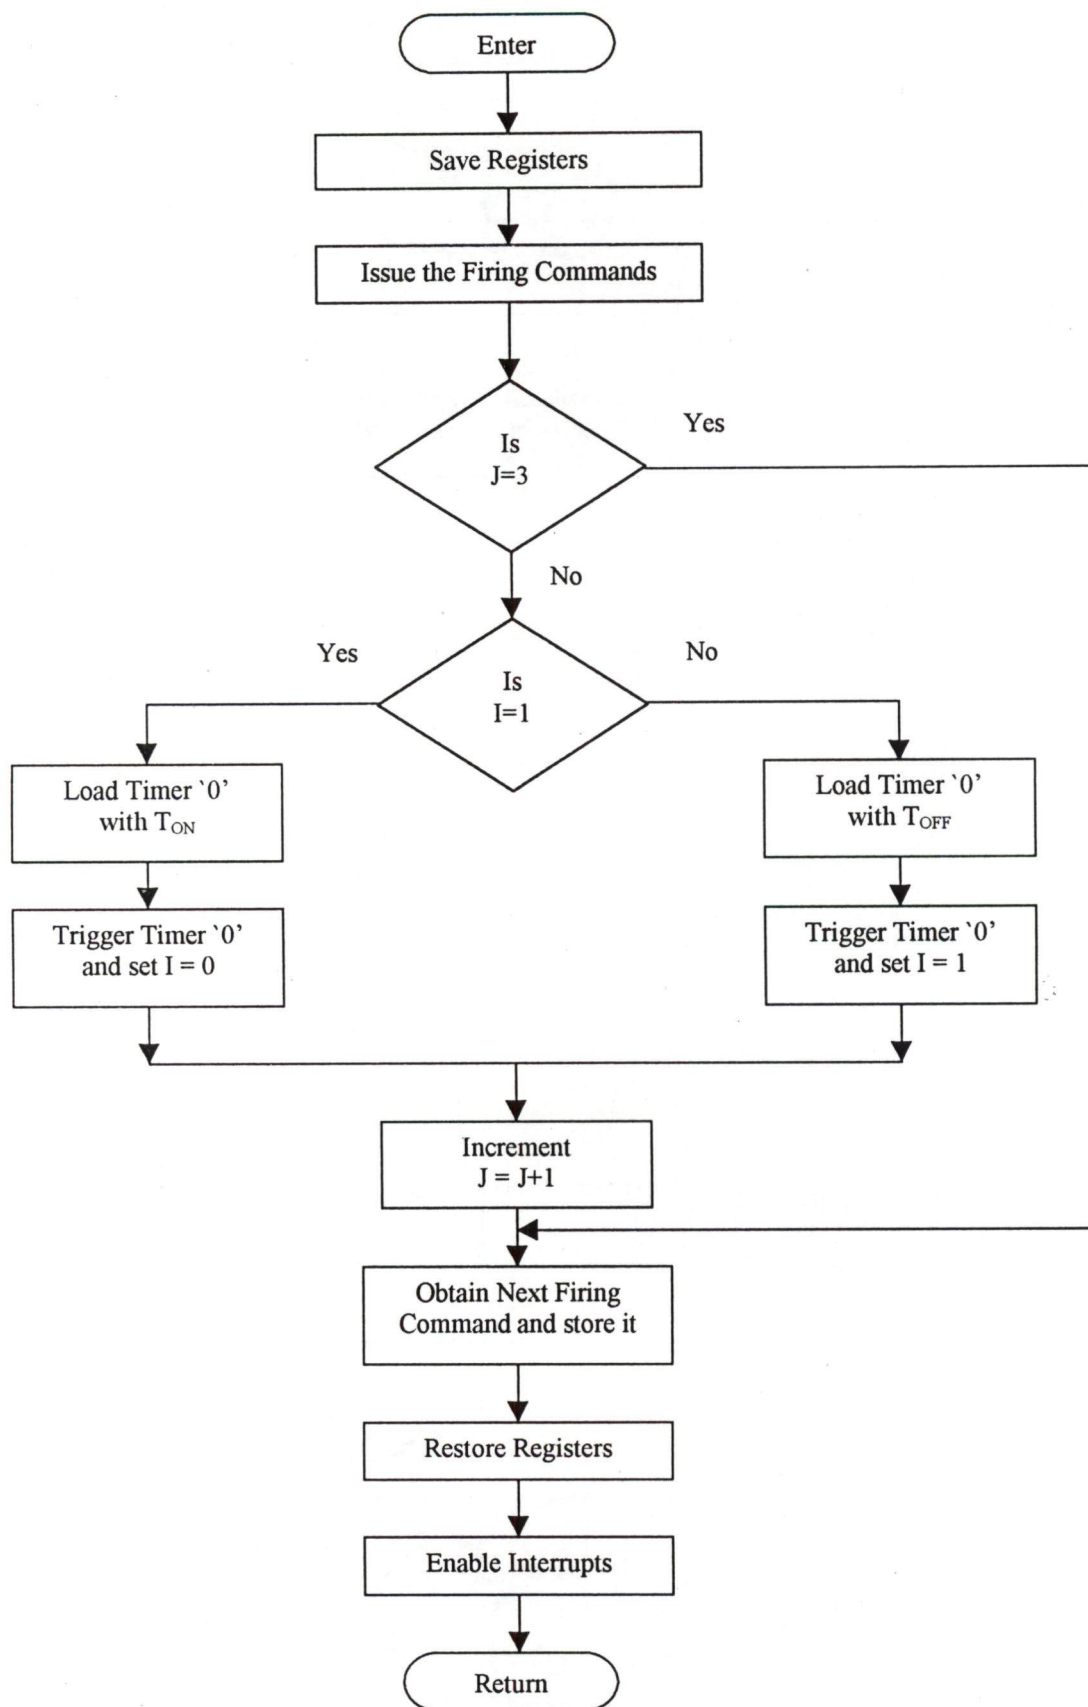 Enter
Save Registers
Issue the Firing Commands
Is
J=3
Yes
No
Is
I=1
Yes
No
Load Timer `0'
with TON
Load Timer `0'
with TOFF
Trigger Timer `0'
and set I = 0
Trigger Timer `0'
and set I = 1
Increment
J = J+1
Obtain Next Firing
Command and store it
Restore Registers
Enable Interrupts
Return